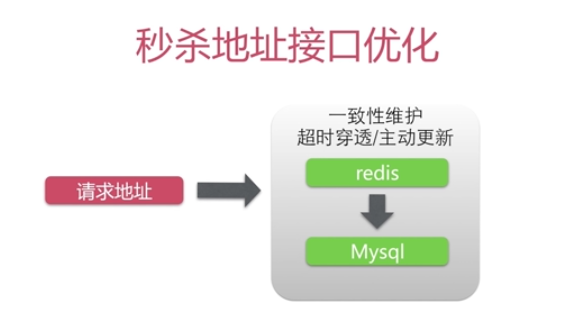 秒杀地址接口优化
一致性维护
超时穿透/主动更新
请求地址
redis
Mysql